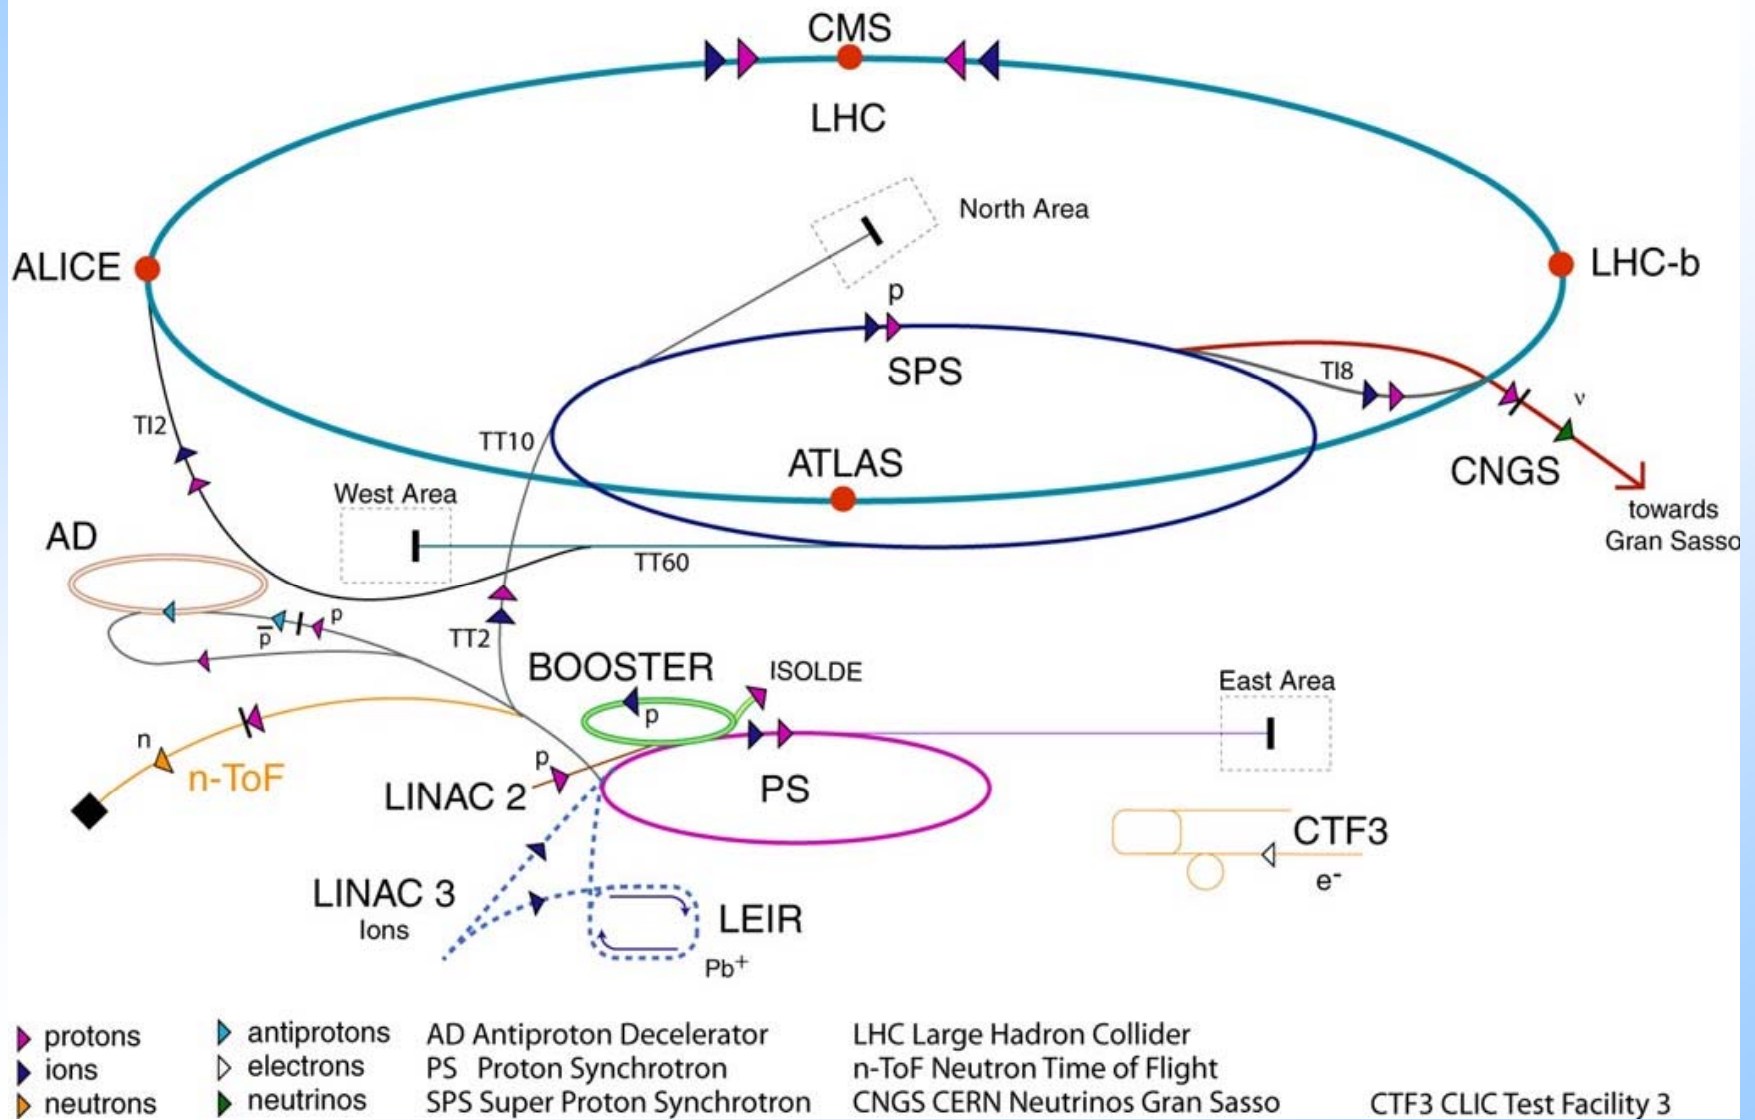 CMS
LHC
North Area
ALICE
LHC-b
p
SPS
TI8
ν
TI2
TT10
ATLAS
CNGS
West Area
towards
Gran Sasso
AD
TT60
p
p̅
TT2
BOOSTER
ISOLDE
East Area
p
n
p
n-ToF
LINAC 2
PS
CTF3
e-
LINAC 3
Ions
LEIR
Pb+
protons
ions
neutrons
antiprotons
electrons
neutrinos
AD Antiproton Decelerator
PS Proton Synchrotron
SPS Super Proton Synchrotron
LHC Large Hadron Collider
n-ToF Neutron Time of Flight
CNGS CERN Neutrinos Gran Sasso
CTF3 CLIC Test Facility 3